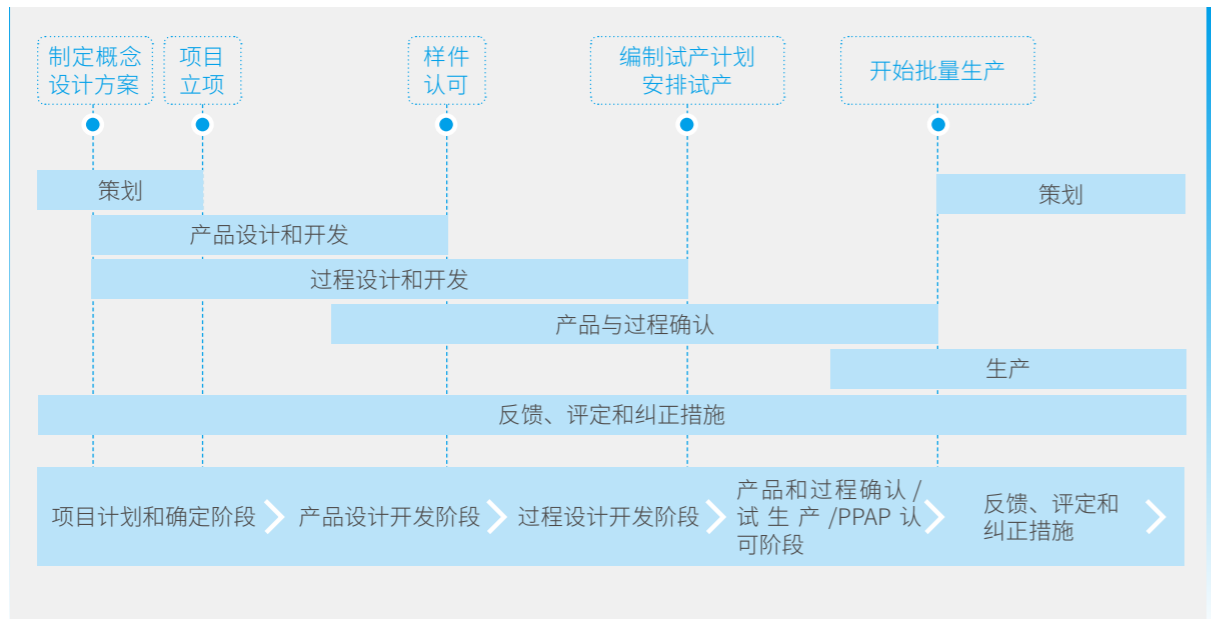 制定概念
设计方案
项目
立项
样件
认可
编制试产计划
安排试产
开始批量生产
策划
策划
产品设计和开发
过程设计和开发
产品与过程确认
生产
反馈、评定和纠正措施
项目计划和确定阶段
产品设计开发阶段
过程设计开发阶段
产品和过程确认/
试生产/PPAP认
可阶段
反馈、评定和
纠正措施